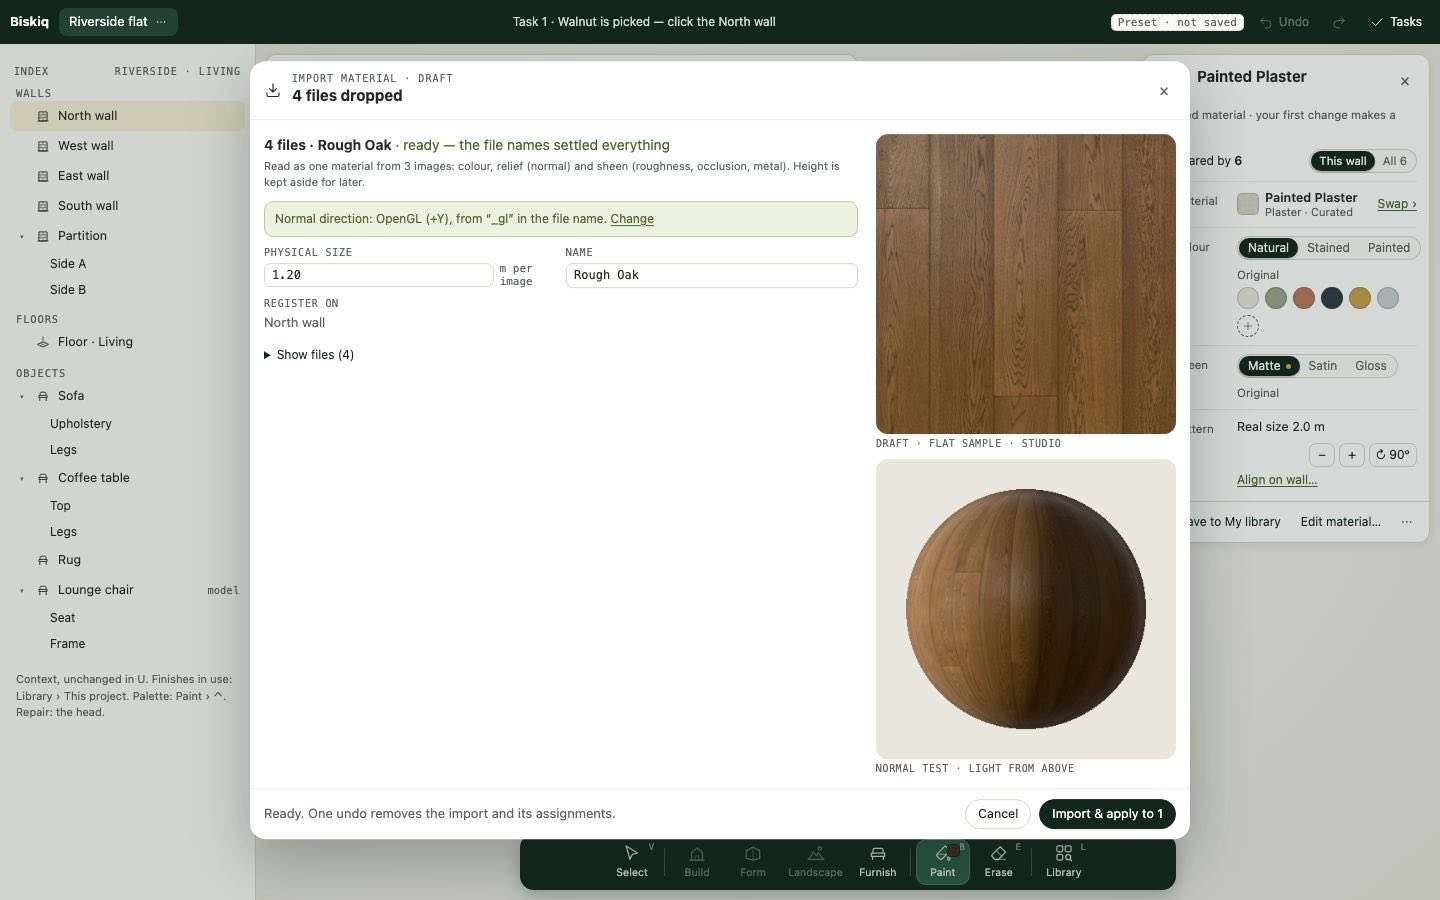 Biskiq
Riverside flat ···
Task 1 · Walnut is picked — click the North wall
Preset · not saved
Undo
Tasks
INDEX
RIVERSIDE · LIVING
WALLS
North wall
West wall
East wall
South wall
Partition
Side A
Side B
FLOORS
Floor · Living
OBJECTS
Sofa
Upholstery
Legs
Coffee table
Top
Legs
Rug
Lounge chair
model
Seat
Frame
Context, unchanged in U. Finishes in use:
Library › This project. Palette: Paint › ^.
Repair: the head.
IMPORT MATERIAL · DRAFT
4 files dropped
4 files · Rough Oak · ready — the file names settled everything
Read as one material from 3 images: colour, relief (normal) and sheen (roughness, occlusion, metal). Height is
kept aside for later.
Normal direction: OpenGL (+Y), from “_gl” in the file name. Change
PHYSICAL SIZE
1.20
m per
image
NAME
Rough Oak
REGISTER ON
North wall
Show files (4)
DRAFT · FLAT SAMPLE · STUDIO
NORMAL TEST · LIGHT FROM ABOVE
Ready. One undo removes the import and its assignments.
Cancel
Import & apply to 1
Painted Plaster
material · your first change makes a
by 6
This wall
All 6
Painted Plaster
Plaster · Curated
Swap ›
Natural
Stained
Painted
Original
Matte
Satin
Gloss
Original
Real size 2.0 m
−
+
90°
Align on wall...
to My library
Edit material...
···
Select
V
Build
Form
Landscape
Furnish
Paint
B
Erase
E
Library
L